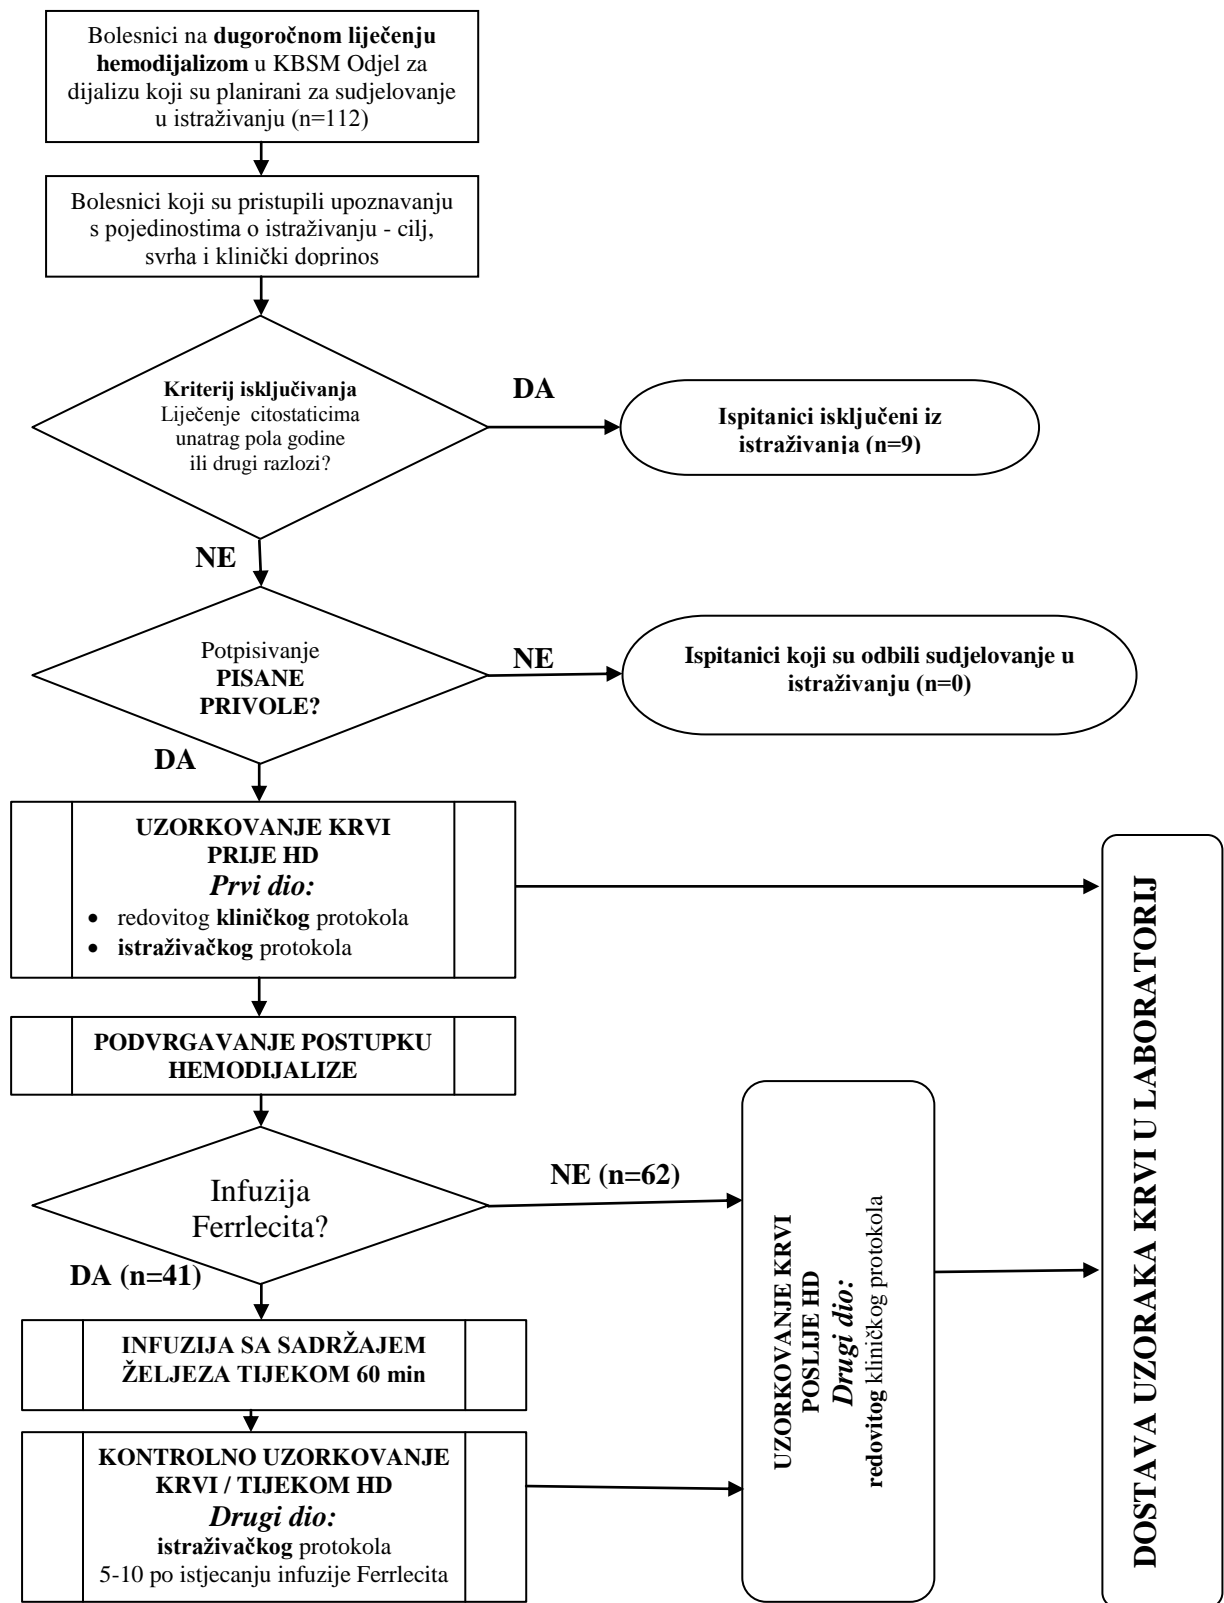 Bolesnici na dugoročnom liječenju
hemodijalizom u KBSM Odjel za
dijalizu koji su planirani za sudjelovanje
u istraživanju (n=112)
Bolesnici koji su pristupili upoznavanju
s pojedinostima o istraživanju - cilj,
svrha i klinički doprinos
Kriterij isključivanja
Liječenje citostaticima
unatrag pola godine
ili drugi razlozi?
DA
Ispitanici isključeni iz
istraživanja (n=9)
NE
Potpisivanje
PISANE
PRIVOLE?
NE
Ispitanici koji su odbili sudjelovanje u
istraživanju (n=0)
DA
UZORKOVANJE KRVI
PRIJE HD
Prvi dio:
• redovitog kliničkog protokola
• istraživačkog protokola
PODVRGAVANJE POSTUPKU
HEMODIJALIZE
Infuzija
Ferrlecita?
NE (n=62)
DA (n=41)
INFUZIJA SA SADRŽAJEM
ŽELJEZA TIJEKOM 60 min
KONTROLNO UZORKOVANJE
KRVI / TIJEKOM HD
Drugi dio:
istraživačkog protokola
5-10 po istjecanju infuzije Ferrlecita
UZORKOVANJE KRVI
POSLIJE HD
Drugi dio:
redovitog kliničkog protokola
DOSTAVA UZORAKA KRVI U LABORATORIJ